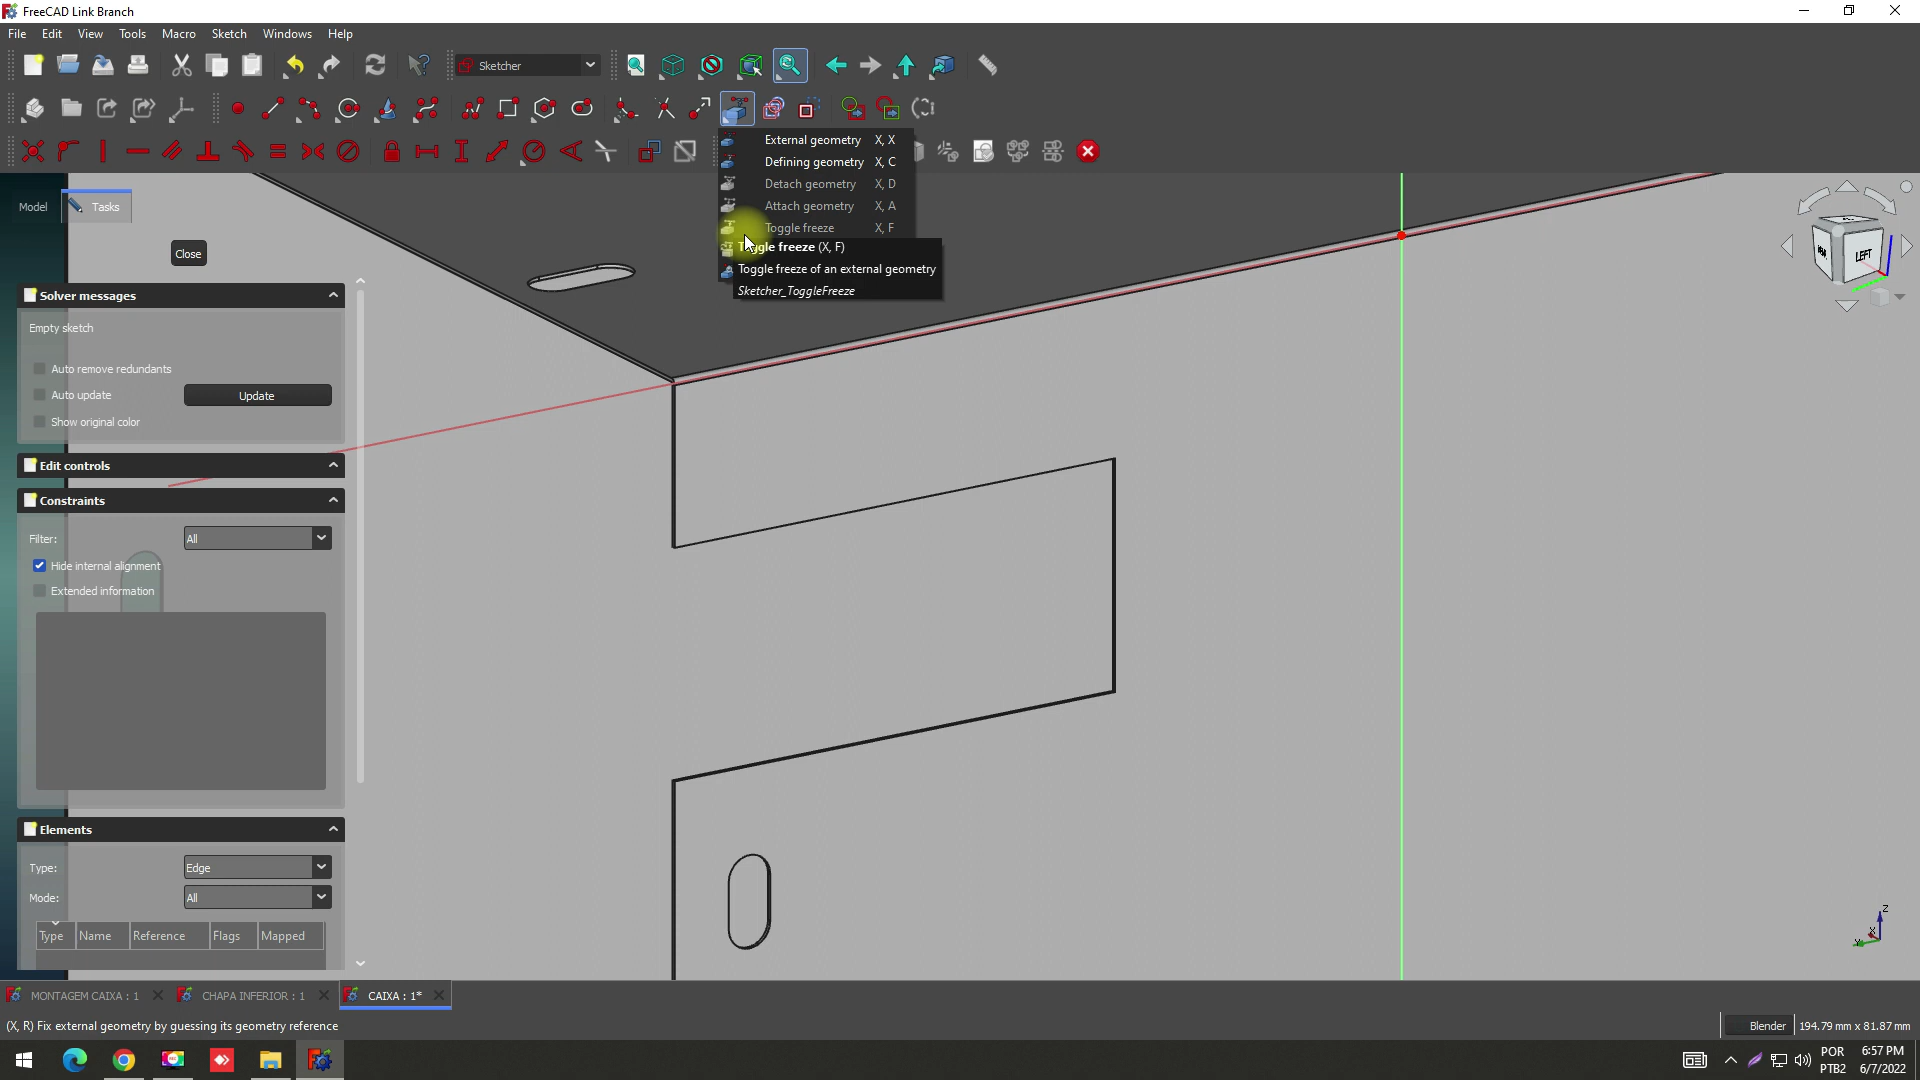 FreeCAD Link Branch
File Edit View Tools Macro Sketch Windows Help
Sketcher
External geometry X, X
Defining geometry X, C
Detach geometry X, D
Attach geometry X, A
Toggle freeze X, F
Toggle freeze (X, F)
Toggle freeze of an external geometry
Sketcher_ToggleFreeze
Model Tasks
Close
Solver messages
Empty sketch
Auto remove redundants
Auto update Update
Show original color
Edit controls
Constraints
Filter: All
Hide internal alignment
Extended information
Elements
Type: Edge
Mode: All
Type Name Reference Flags Mapped
LEFT
Z
X
Y
MONTAGEM CAIXA : 1 CHAPA INFERIOR : 1 CAIXA : 1*
(X, R) Fix external geometry by guessing its geometry reference
Blender 194.79 mm x 81.87 mm
POR 6:57 PM
PTB2 6/7/2022